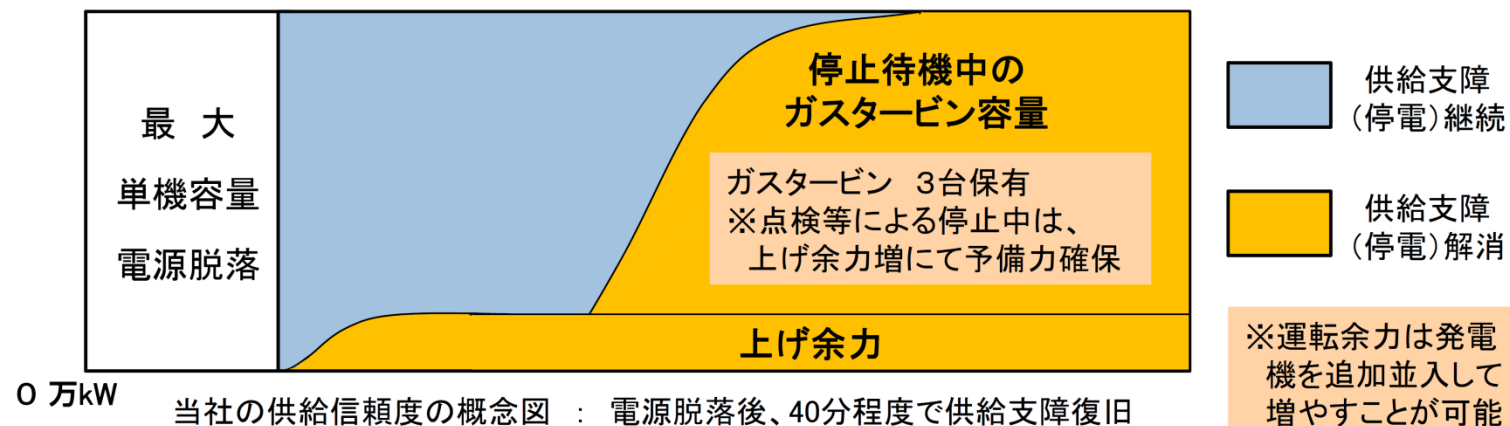 最 大
単機容量
電源脱落
停止待機中の
ガスタービン容量
ガスタービン 3台保有
※点検等による停止中は、
上げ余力増にて予備力確保
上げ余力
供給支障
(停電)継続
供給支障
(停電)解消
※運転余力は発電
機を追加並入して
増やすことが可能
0 万kW
当社の供給信頼度の概念図 : 電源脱落後、40分程度で供給支障復旧